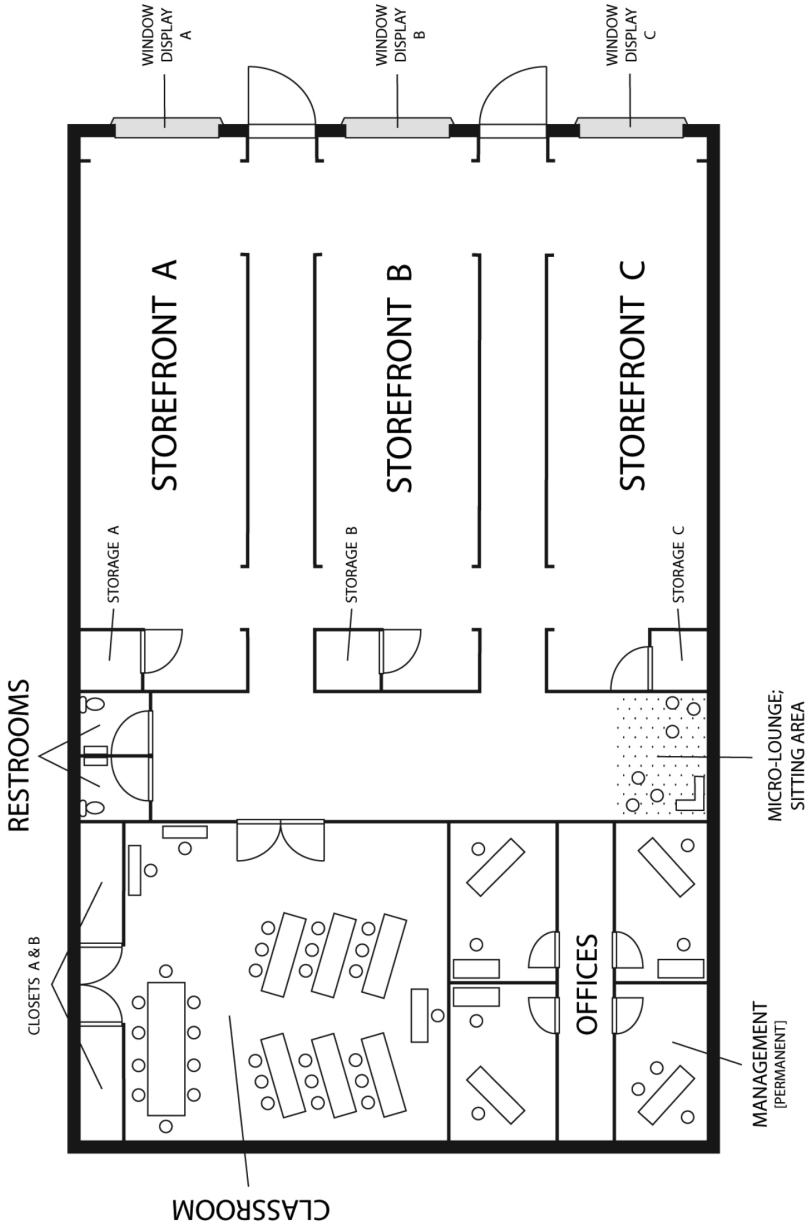 WINDOW
DISPLAY
A
WINDOW
DISPLAY
B
WINDOW
DISPLAY
C
STOREFRONT A
STOREFRONT B
STOREFRONT C
STORAGE A
STORAGE B
STORAGE C
RESTROOMS
MICRO-LOUNGE;
SITTING AREA
CLOSETS A & B
OFFICES
MANAGEMENT
[PERMANENT]
CLASSROOM